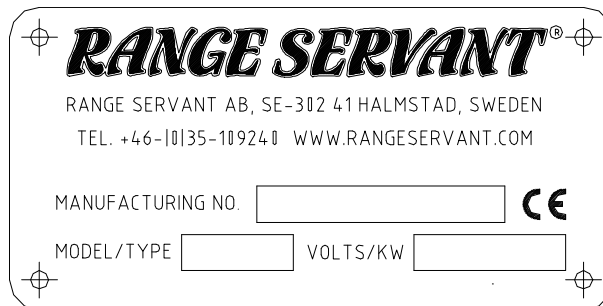 RANGE SERVANT®
RANGE SERVANT AB, SE-302 41 HALMSTAD, SWEDEN
TEL. +46-(0)35-109240 WWW.RANGESERVANT.COM
MANUFACTURING NO. CE
MODEL/TYPE VOLTS/KW